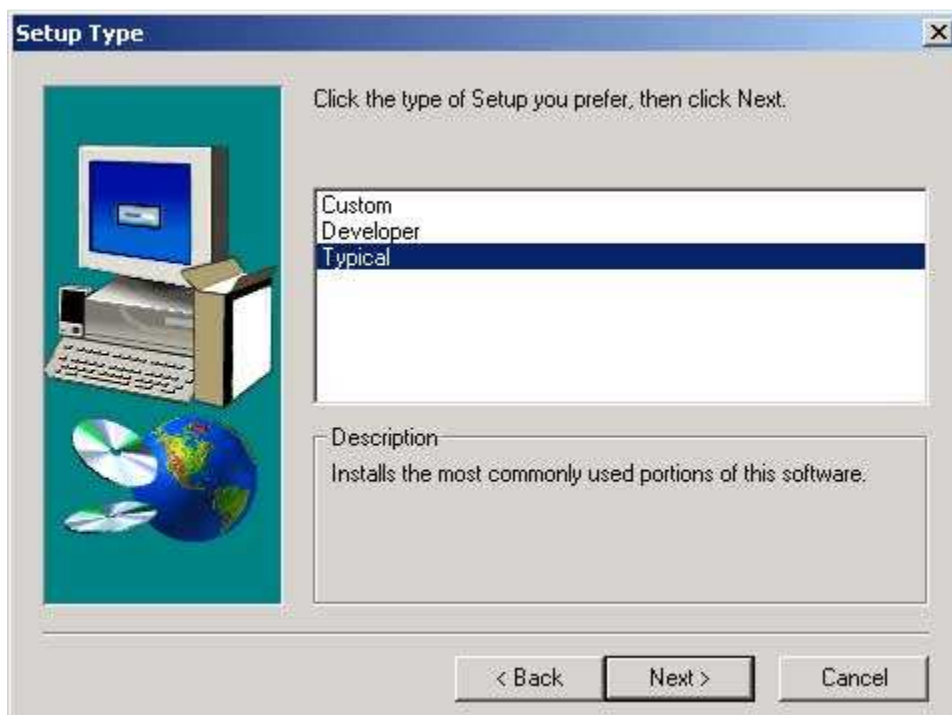 Setup Type
Click the type of Setup you prefer, then click Next.
Custom
Developer
Typical
Description
Installs the most commonly used portions of this software.
< Back
Next >
Cancel